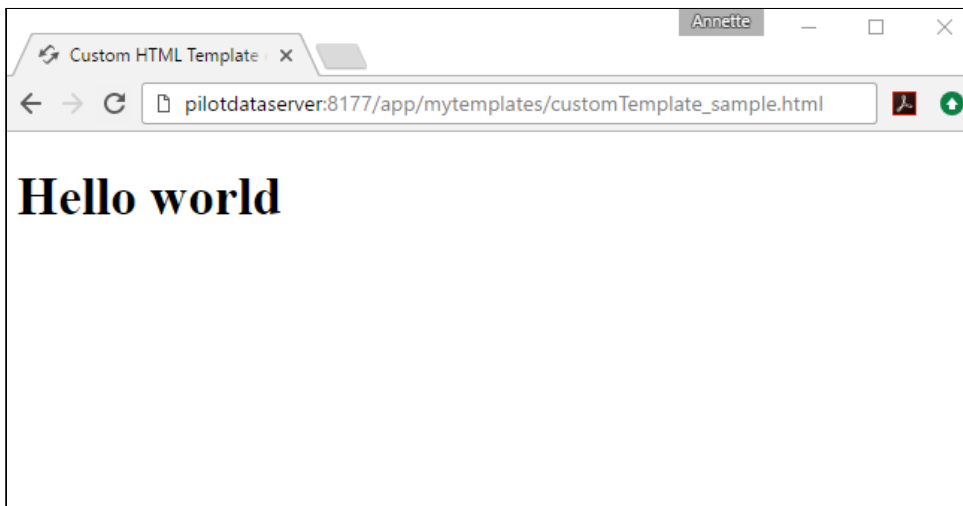 Annette
Custom HTML Template
pilotdataserver:8177/app/mytemplates/customTemplate_sample.html
Hello world